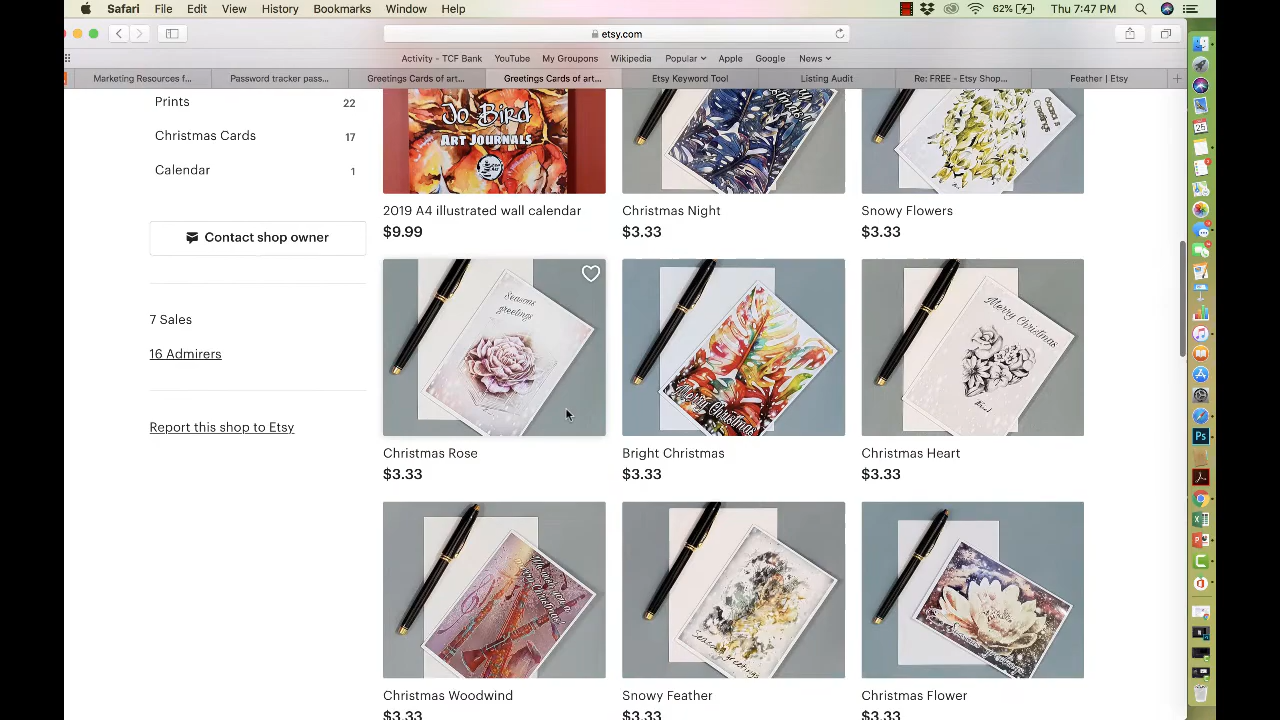 Safari File Edit View History Bookmarks Window Help 62% Thu 7:47 PM
etsy.com
Activity - TCF Bank YouTube My Groupons Wikipedia Popular Apple Google News
Marketing Resources f... Password tracker pass... Greetings Cards of art... Greetings Cards of art... Etsy Keyword Tool Listing Audit Re: FREE - Etsy Shop... Feather | Etsy
Prints 22
Christmas Cards 17
Calendar 1
Contact shop owner
7 Sales
16 Admirers
Report this shop to Etsy
Jo Bird
ART JOURNALS
2019 A4 illustrated wall calendar
$9.99
Christmas Night
$3.33
Snowy Flowers
$3.33
Seasons
greetings
Merry Christmas
Merry Christmas
Christmas Rose
$3.33
Bright Christmas
$3.33
Christmas Heart
$3.33
Seasons greetings
Christmas Woodwind
$3.33
Snowy Feather
$3.33
Christmas Flower
$3.33